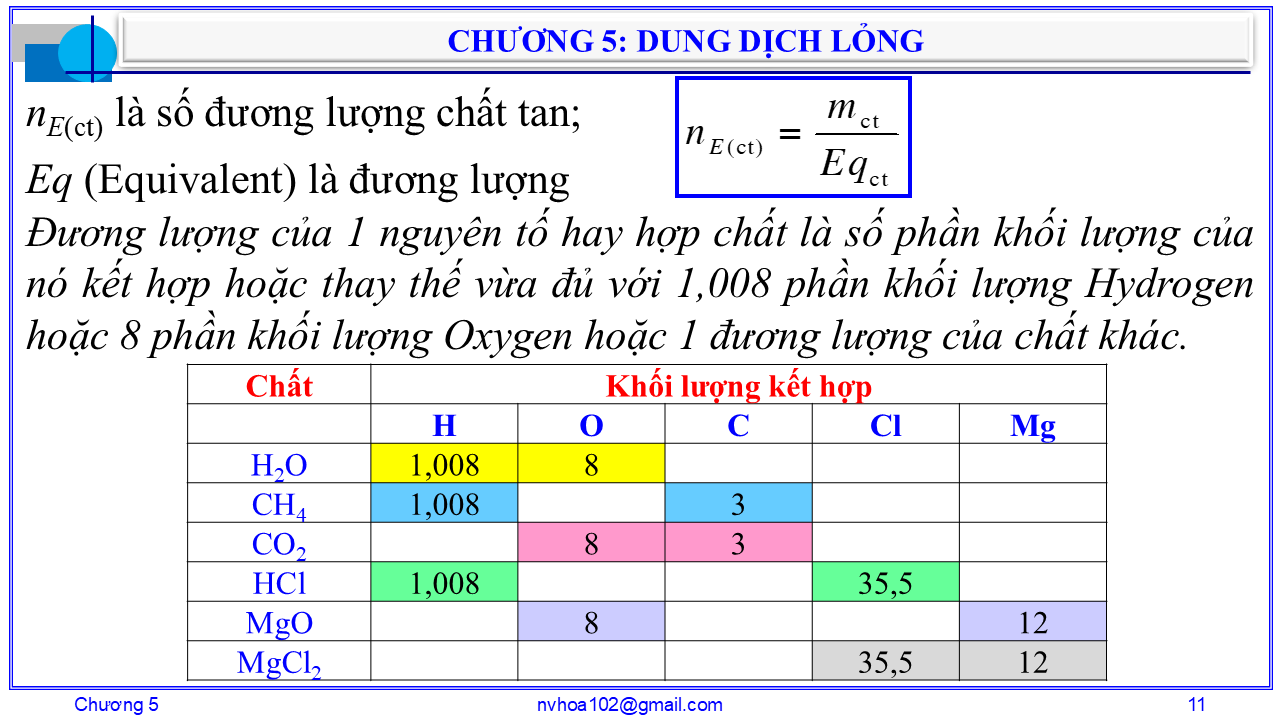 CHƯƠNG 5: DUNG DỊCH LỎNG
nE(ct) là số đương lượng chất tan;
nE(ct) = mct / Eqct
Eq (Equivalent) là đương lượng
Đương lượng của 1 nguyên tố hay hợp chất là số phần khối lượng của
nó kết hợp hoặc thay thế vừa đủ với 1,008 phần khối lượng Hydrogen
hoặc 8 phần khối lượng Oxygen hoặc 1 đương lượng của chất khác.
Chất Khối lượng kết hợp
H O C Cl Mg
H2O 1,008 8
CH4 1,008 3
CO2 8 3
HCl 1,008 35,5
MgO 8 12
MgCl2 35,5 12
Chương 5 nvhoa102@gmail.com 11